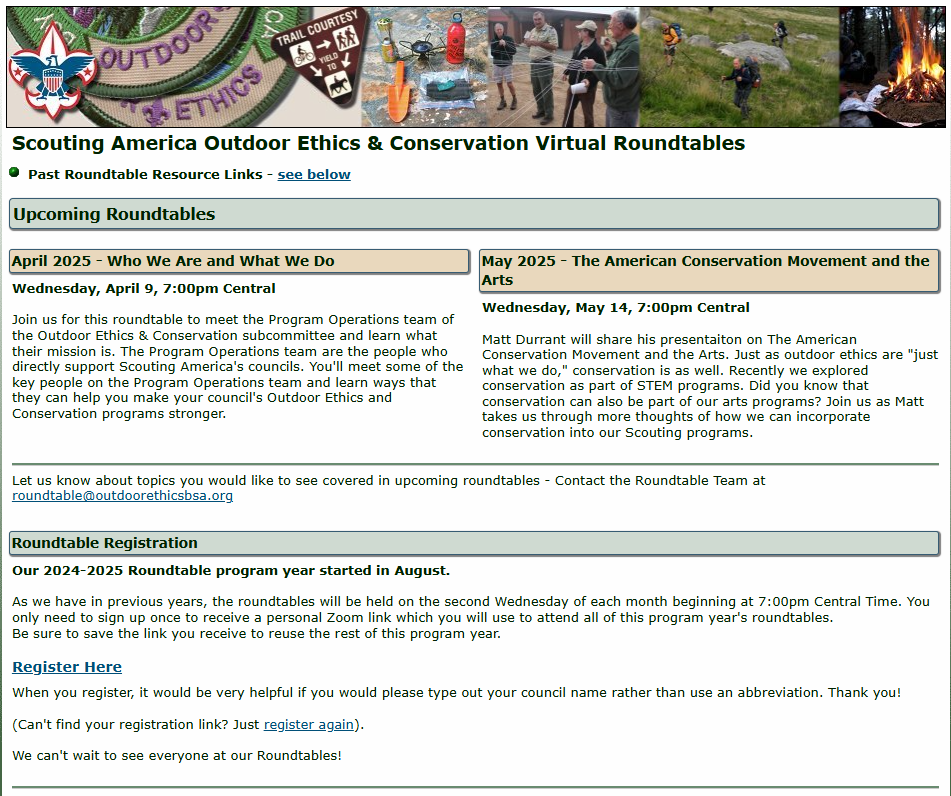 OUTDOOR
ETHICS
TRAIL COURTESY
YIELD
TO
Scouting America Outdoor Ethics & Conservation Virtual Roundtables
Past Roundtable Resource Links - see below
Upcoming Roundtables
April 2025 - Who We Are and What We Do
Wednesday, April 9, 7:00pm Central
Join us for this roundtable to meet the Program Operations team of
the Outdoor Ethics & Conservation subcommittee and learn what
their mission is. The Program Operations team are the people who
directly support Scouting America's councils. You'll meet some of the
key people on the Program Operations team and learn ways that
they can help you make your council's Outdoor Ethics and
Conservation programs stronger.
May 2025 - The American Conservation Movement and the
Arts
Wednesday, May 14, 7:00pm Central
Matt Durrant will share his presentaiton on The American
Conservation Movement and the Arts. Just as outdoor ethics are "just
what we do," conservation is as well. Recently we explored
conservation as part of STEM programs. Did you know that
conservation can also be part of our arts programs? Join us as Matt
takes us through more thoughts of how we can incorporate
conservation into our Scouting programs.
Let us know about topics you would like to see covered in upcoming roundtables - Contact the Roundtable Team at
roundtable@outdoorethicsbsa.org
Roundtable Registration
Our 2024-2025 Roundtable program year started in August.
As we have in previous years, the roundtables will be held on the second Wednesday of each month beginning at 7:00pm Central Time. You
only need to sign up once to receive a personal Zoom link which you will use to attend all of this program year's roundtables.
Be sure to save the link you receive to reuse the rest of this program year.
Register Here
When you register, it would be very helpful if you would please type out your council name rather than use an abbreviation. Thank you!
(Can't find your registration link? Just register again).
We can't wait to see everyone at our Roundtables!